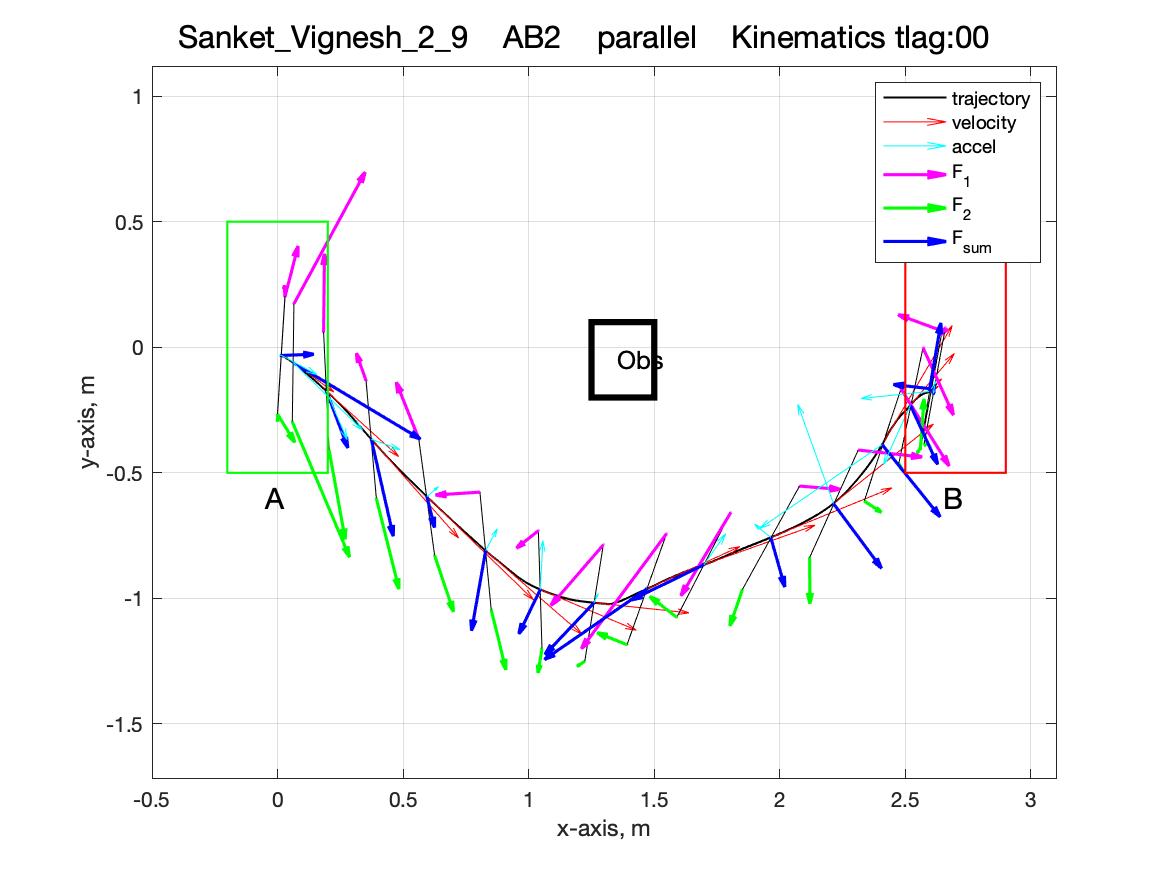 Sanket_Vignesh_2_9 AB2 parallel Kinematics tlag:00
trajectory
velocity
accel
F1
F2
Fsum
1
0.5
0
-0.5
-1
-1.5
y-axis, m
A
Obs
B
-0.5 0 0.5 1 1.5 2 2.5 3
x-axis, m